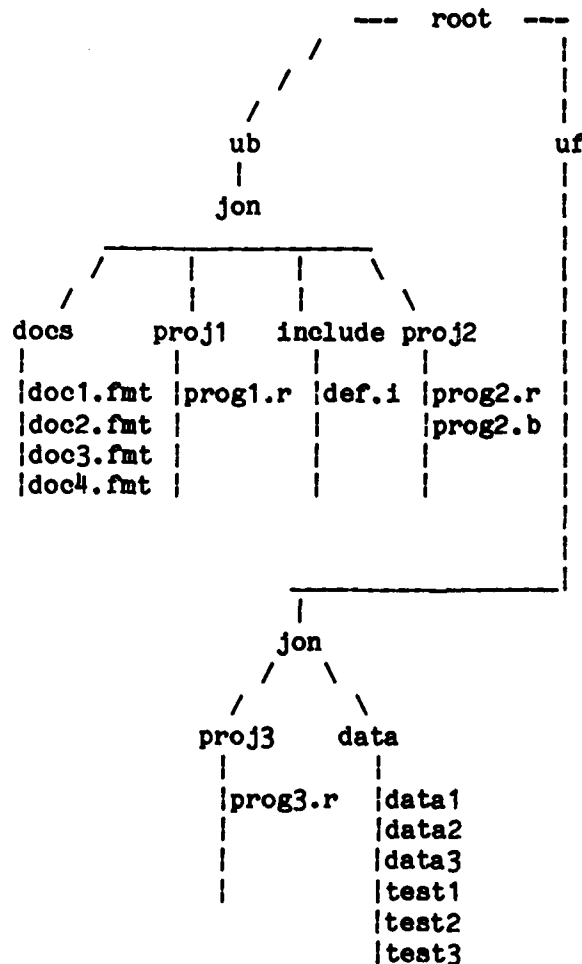 root
ub uf
jon
docs proj1 include proj2
doc1.fmt prog1.r def.i prog2.r
doc2.fmt prog2.b
doc3.fmt
doc4.fmt
jon
proj3 data
prog3.r data1
data2
data3
test1
test2
test3